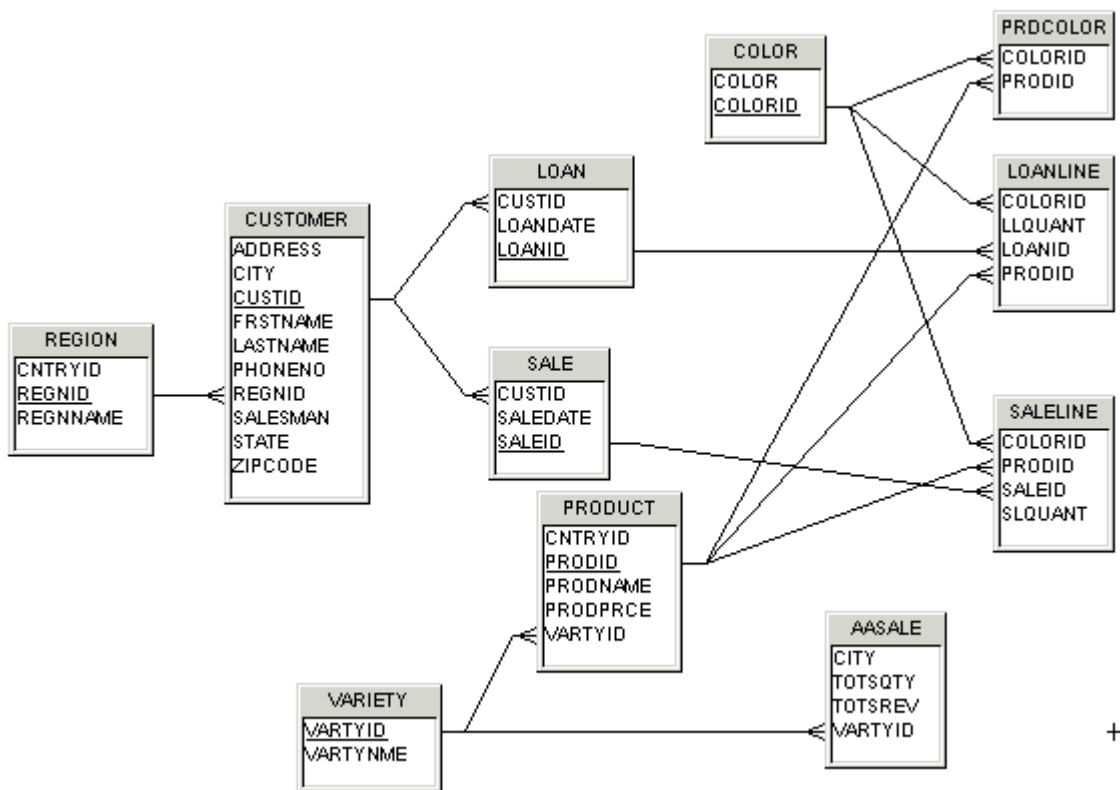 PRDCOLOR
COLORID
PRODID
COLOR
COLOR
COLORID
LOAN
CUSTID
LOANDATE
LOANID
LOANLINE
COLORID
LLQUANT
LOANID
PRODID
CUSTOMER
ADDRESS
CITY
CUSTID
FRSTNAME
LASTNAME
PHONENO
REGNID
SALESMAN
STATE
ZIPCODE
REGION
CNTRYID
REGNID
REGNNAME
SALE
CUSTID
SALEDATE
SALEID
SALELINE
COLORID
PRODID
SALEID
SLQUANT
PRODUCT
CNTRYID
PRODID
PRODNAME
PRODPRCE
VARTYID
AASALE
CITY
TOTSQTY
TOTSREV
VARTYID
VARIETY
VARTYID
VARTYNME
+